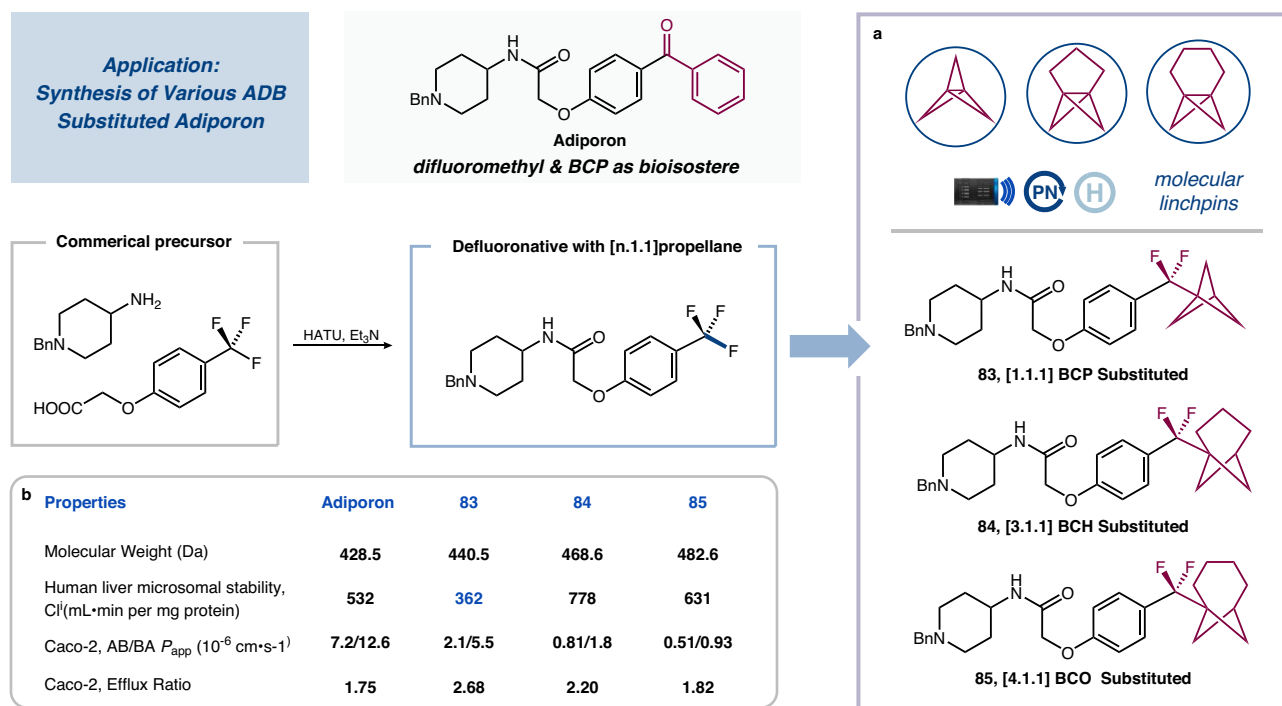 Application:
Synthesis of Various ADB
Substituted Adiporon
H
N
O
O
O
N
Bn
Adiporon
difluoromethyl & BCP as bioisostere
a
PN
H
molecular
linchpins
Commerical precursor
NH2
BnN
F
F
F
HOOC
O
HATU, Et3N
Defluoronative with [n.1.1]propellane
H
N
O
O
BnN
F
F
F
H
N
O
O
BnN
F F
83, [1.1.1] BCP Substituted
H
N
O
O
BnN
F F
84, [3.1.1] BCH Substituted
H
N
O
O
BnN
F F
85, [4.1.1] BCO Substituted
b
Properties Adiporon 83 84 85
Molecular Weight (Da) 428.5 440.5 468.6 482.6
Human liver microsomal stability,
Cl^i(mL•min per mg protein) 532 362 778 631
Caco-2, AB/BA Papp (10^-6 cm•s-1) 7.2/12.6 2.1/5.5 0.81/1.8 0.51/0.93
Caco-2, Efflux Ratio 1.75 2.68 2.20 1.82